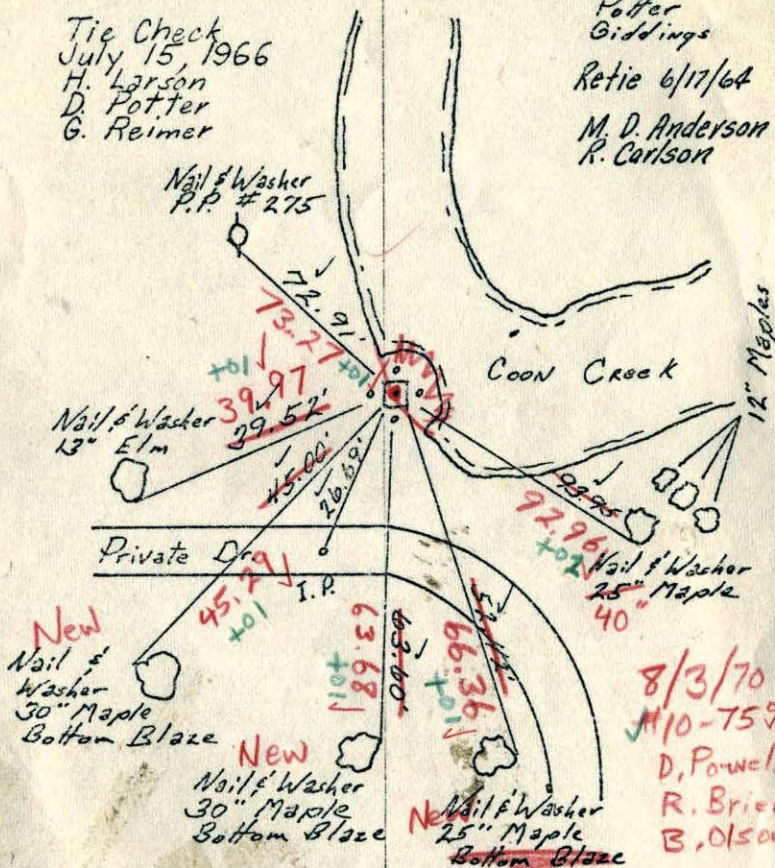 Tie Check
July 15, 1966
H. Larson
D. Potter
G. Reimer
Potter
Giddings
Retie 6/17/64
M. D. Anderson
R. Carlson
Nail & Washer
P.P. #275
72.91'
73.27
+01
+01
39.97
39.52'
Nail & Washer
13" Elm
45.00'
26.69'
COON CREEK
12" Maples
93.95
92.96
+02
Nail & Washer
25" Maple
40"
Private Dr.
I.P.
45.29
+01
63.68
+01
63.60'
66.36
+01
New
Nail &
Washer
30" Maple
Bottom Blaze
New
Nail & Washer
30" Maple
Bottom Blaze
New
Nail & Washer
25" Maple
Bottom Blaze
8/3/70
D. Powell
B. Olson